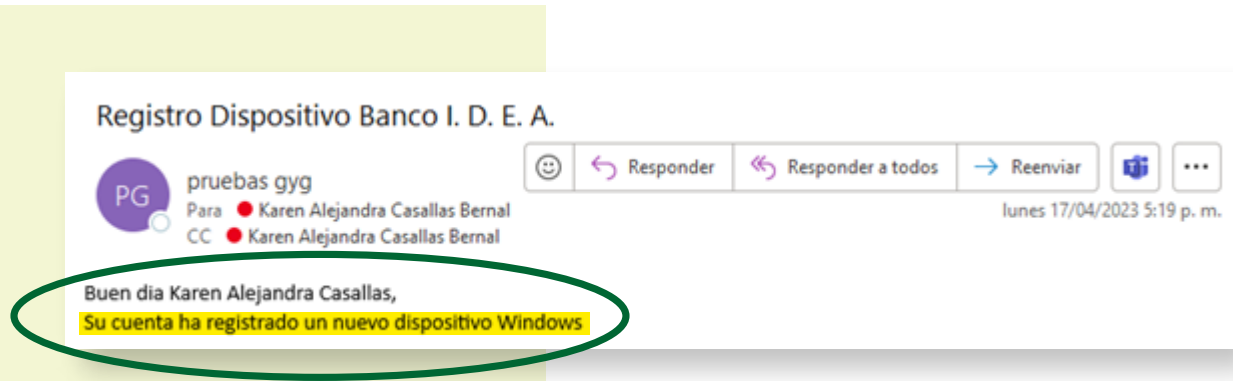 Registro Dispositivo Banco I. D. E. A.
PG
pruebas gyg
Responder
Responder a todos
Reenviar
Para Karen Alejandra Casallas Bernal
lunes 17/04/2023 5:19 p. m.
CC Karen Alejandra Casallas Bernal
Buen dia Karen Alejandra Casallas,
Su cuenta ha registrado un nuevo dispositivo Windows